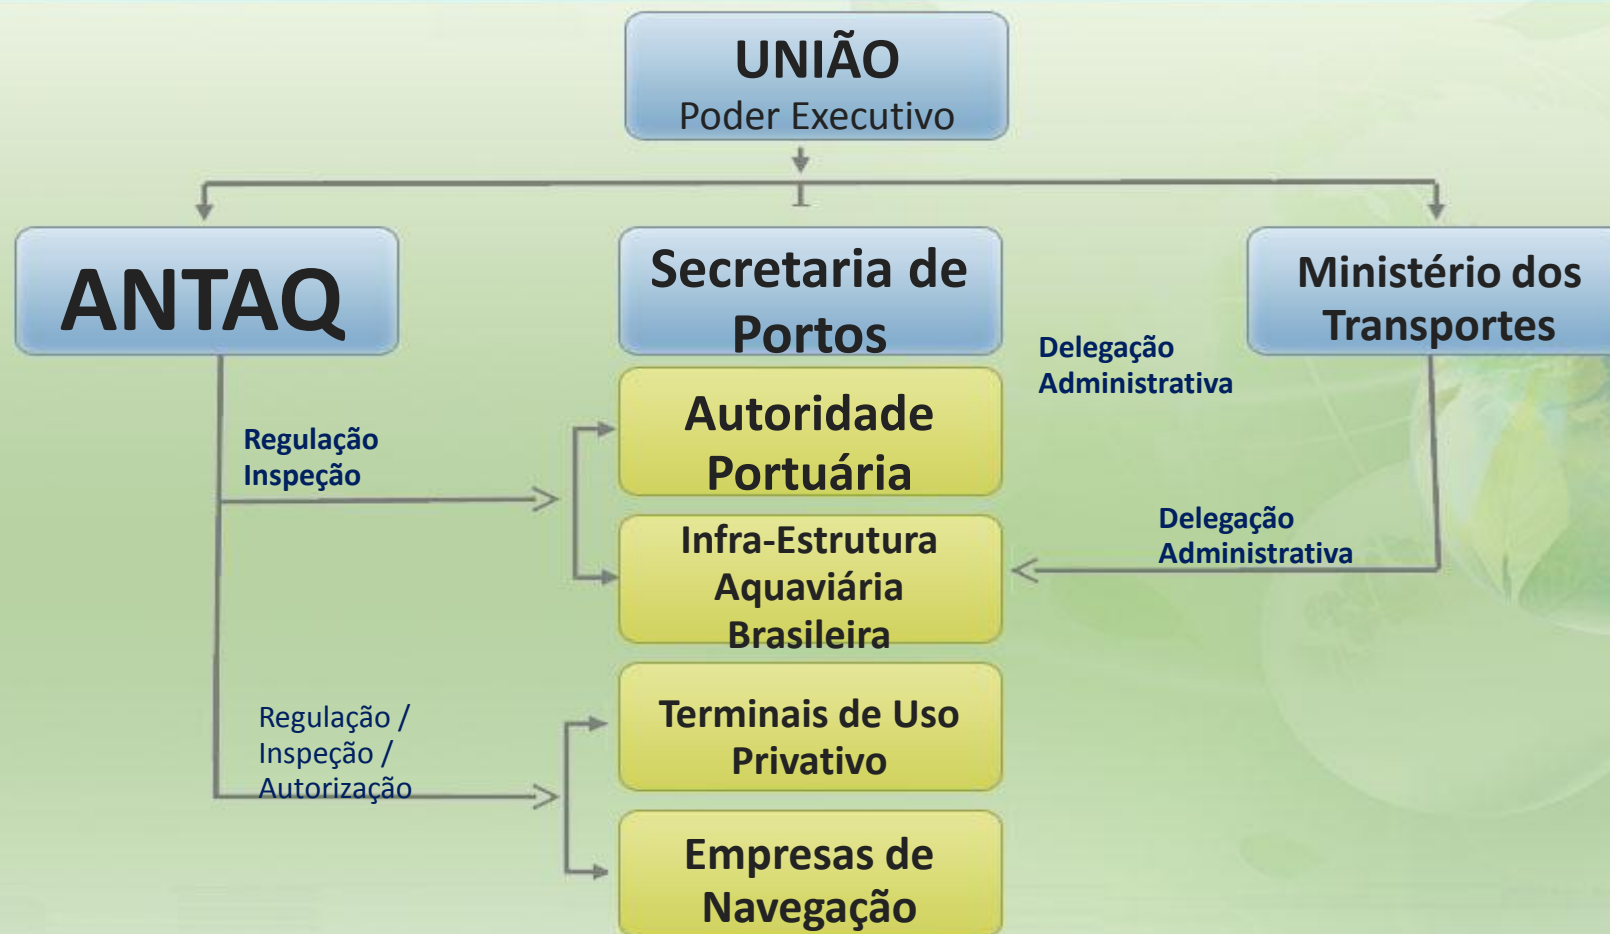 UNIÃO
Poder Executivo
ANTAQ
Secretaria de
Portos
Ministério dos
Transportes
Delegação
Administrativa
Autoridade
Portuária
Regulação
Inspeção
Infra-Estrutura
Aquaviária
Brasileira
Delegação
Administrativa
Terminais de Uso
Privativo
Regulação /
Inspeção /
Autorização
Empresas de
Navegação